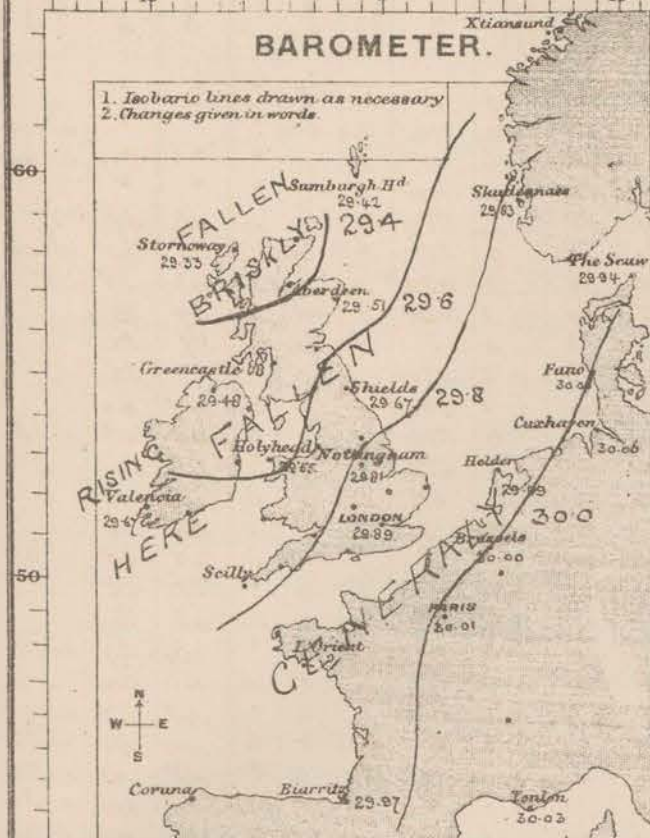 Xtiansund
BAROMETER.
1. Isobaric lines drawn as necessary
2. Changes given in words.
60
Sumburgh Hd
29.42
FALLEN
29.4
Skudesnaes
29.83
Stornoway
29.33
BRISKLY
The Scaw
29.94
Aberdeen
29.51
29.6
Greencastle
29.48
FALLEN
Shields
29.67
29.8
Fano
Cuxhaven
30.06
RISING
HERE
Holyhead
29.65
Nottingham
29.81
Helder
29.99
Valencia
29.67
LONDON
29.89
30.0
Brussels
30.00
50
Scilly
GENERALLY
PARIS
30.01
L'Orient
N
W E
S
Coruna
Biarritz
29.97
Toulon
30.03